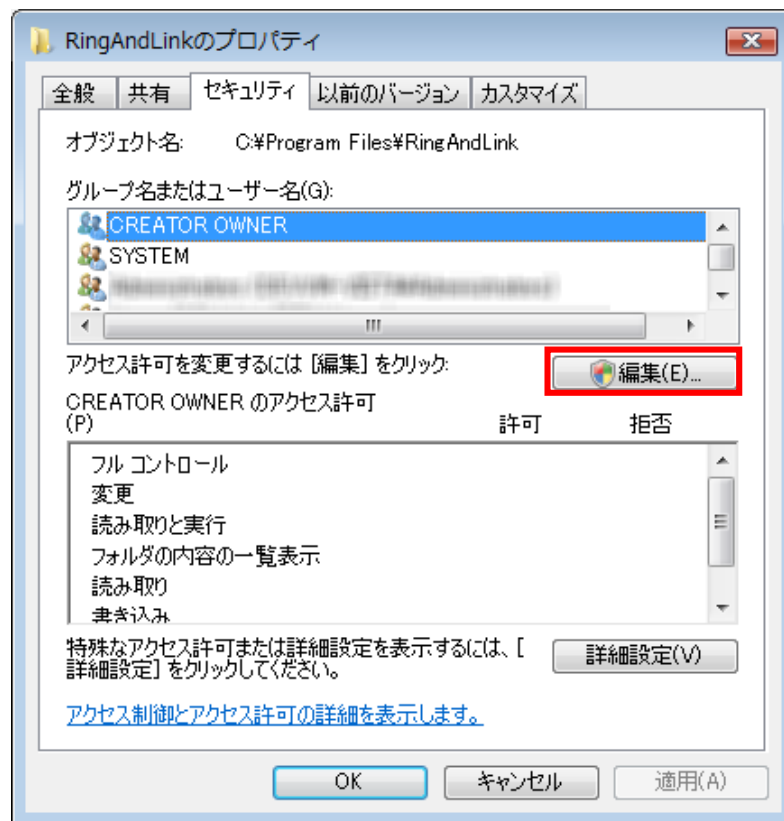 RingAndLinkのプロパティ
全般 共有 セキュリティ 以前のバージョン カスタマイズ
オブジェクト名: C:¥Program Files¥RingAndLink
グループ名またはユーザー名(G):
CREATOR OWNER
SYSTEM
アクセス許可を変更するには [編集] をクリック:
編集(E)...
CREATOR OWNER のアクセス許可
(P) 許可 拒否
フル コントロール
変更
読み取りと実行
フォルダの内容の一覧表示
読み取り
書き込み
特殊なアクセス許可または詳細設定を表示するには、[
詳細設定] をクリックしてください。
詳細設定(V)
アクセス制御とアクセス許可の詳細を表示します。
OK キャンセル 適用(A)